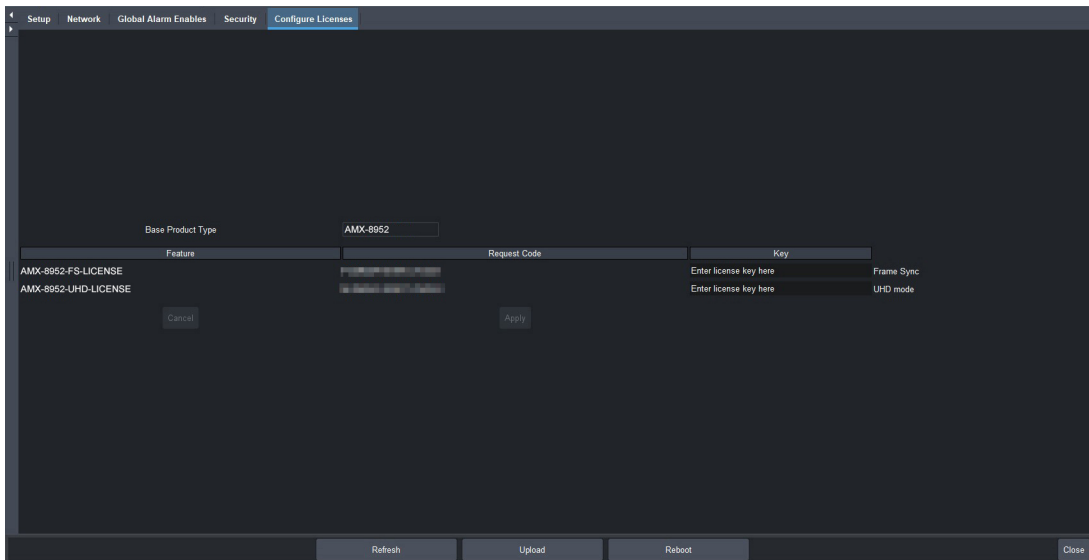 Setup Network Global Alarm Enables Security Configure Licenses
Base Product Type AMX-8952
Feature Request Code Key
AMX-8952-FS-LICENSE Enter license key here Frame Sync
AMX-8952-UHD-LICENSE Enter license key here UHD mode
Cancel Apply
Refresh Upload Reboot Close